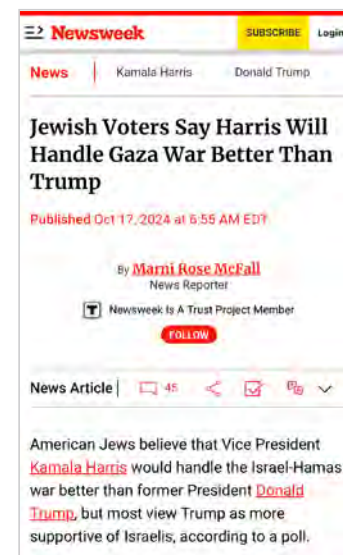 Newsweek SUBSCRIBE Login
News Kamala Harris Donald Trump
Jewish Voters Say Harris Will
Handle Gaza War Better Than
Trump
Published Oct 17, 2024 at 6:55 AM EDT
By Marni Rose McFall
News Reporter
T Newsweek Is A Trust Project Member
FOLLOW
News Article 45
American Jews believe that Vice President
Kamala Harris would handle the Israel-Hamas
war better than former President Donald
Trump, but most view Trump as more
supportive of Israelis, according to a poll.